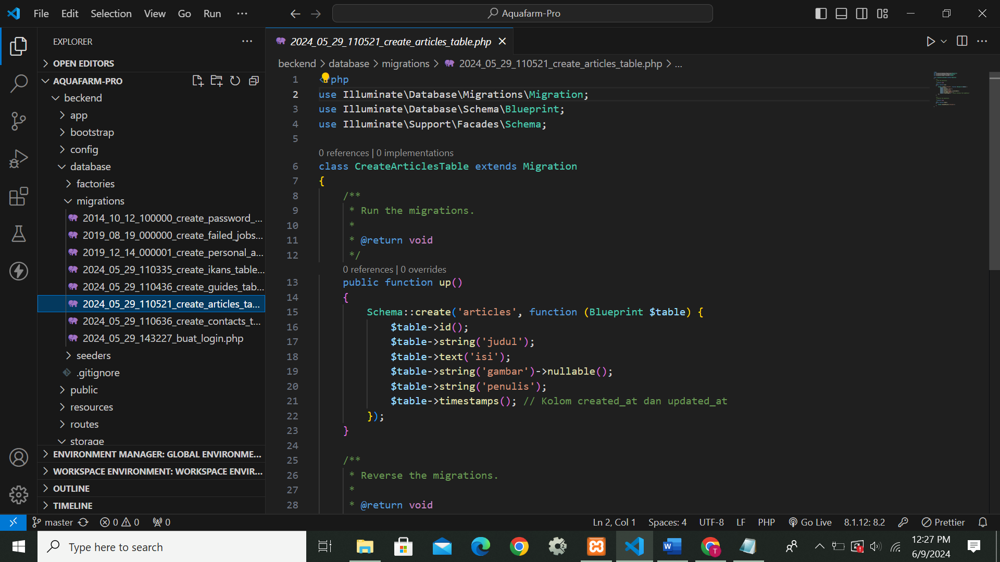 File Edit Selection View Go Run ···
Aquafarm-Pro
EXPLORER
OPEN EDITORS
AQUAFARM-PRO
beckend
app
bootstrap
config
database
factories
migrations
2014_10_12_100000_create_password_...
2019_08_19_000000_create_failed_jobs...
2019_12_14_000001_create_personal_a...
2024_05_29_110335_create_ikans_table...
2024_05_29_110436_create_guides_tab...
2024_05_29_110521_create_articles_ta...
2024_05_29_110636_create_contacts_t...
2024_05_29_143227_buat_login.php
seeders
.gitignore
public
resources
routes
storage
ENVIRONMENT MANAGER: GLOBAL ENVIRONME...
WORKSPACE ENVIRONMENT: WORKSPACE ENVIR...
OUTLINE
TIMELINE
2024_05_29_110521_create_articles_table.php
beckend > database > migrations > 2024_05_29_110521_create_articles_table.php > ...
1 <?php
2 use Illuminate\Database\Migrations\Migration;
3 use Illuminate\Database\Schema\Blueprint;
4 use Illuminate\Support\Facades\Schema;
5
0 references | 0 implementations
6 class CreateArticlesTable extends Migration
7 {
8 /**
9 * Run the migrations.
10 *
11 * @return void
12 */
0 references | 0 overrides
13 public function up()
14 {
15 Schema::create('articles', function (Blueprint $table) {
16 $table->id();
17 $table->string('judul');
18 $table->text('isi');
19 $table->string('gambar')->nullable();
20 $table->string('penulis');
21 $table->timestamps(); // Kolom created_at dan updated_at
22 });
23 }
24
25 /**
26 * Reverse the migrations.
27 *
28 * @return void
master 0 0 0
Ln 2, Col 1 Spaces: 4 UTF-8 LF PHP Go Live 8.1.12: 8.2 Prettier
Type here to search
12:27 PM
6/9/2024